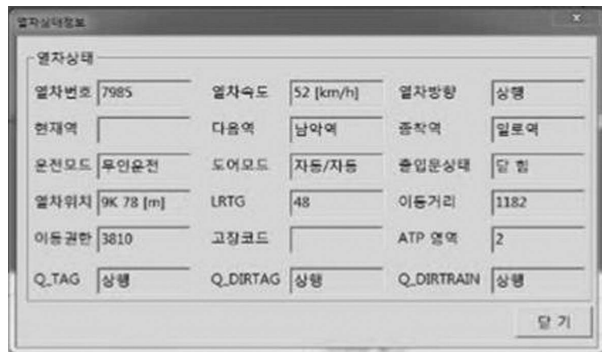 열차상태정보
열차상태
열차번호 7985 열차속도 52 [km/h] 열차방향 상행
현재역 다음역 남악역 종착역 일로역
운전모드 무인운전 도어모드 자동/자동 출입문상태 닫 힘
열차위치 9K 78 [m] LRTG 48 이동거리 1182
이동권한 3810 고장코드 ATP 영역 2
Q_TAG 상행 Q_DIRTAG 상행 Q_DIRTRAIN 상행
닫 기